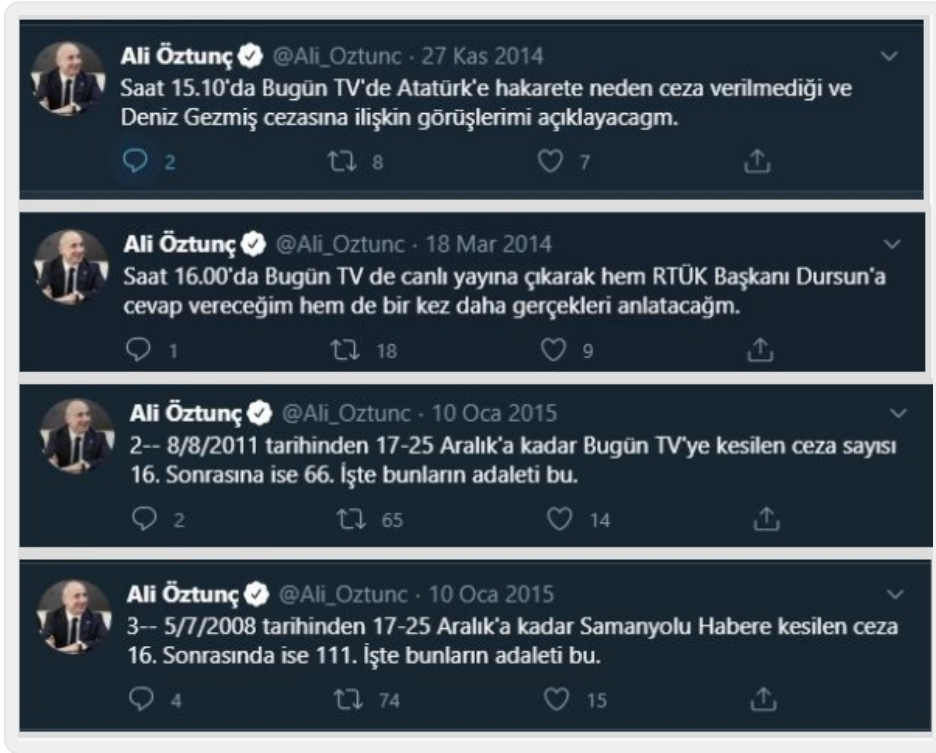 Ali Öztunç @Ali_Oztunc · 27 Kas 2014
Saat 15.10'da Bugün TV'de Atatürk'e hakarete neden ceza verilmediği ve
Deniz Gezmiş cezasına ilişkin görüşlerimi açıklayacagm.
2 8 7
Ali Öztunç @Ali_Oztunc · 18 Mar 2014
Saat 16.00'da Bugün TV de canlı yayına çıkarak hem RTÜK Başkanı Dursun'a
cevap vereceğim hem de bir kez daha gerçekleri anlatacağm.
1 18 9
Ali Öztunç @Ali_Oztunc · 10 Oca 2015
2-- 8/8/2011 tarihinden 17-25 Aralık'a kadar Bugün TV'ye kesilen ceza sayısı
16. Sonrasına ise 66. İşte bunların adaleti bu.
2 65 14
Ali Öztunç @Ali_Oztunc · 10 Oca 2015
3-- 5/7/2008 tarihinden 17-25 Aralık'a kadar Samanyolu Habere kesilen ceza
16. Sonrasında ise 111. İşte bunların adaleti bu.
4 74 15